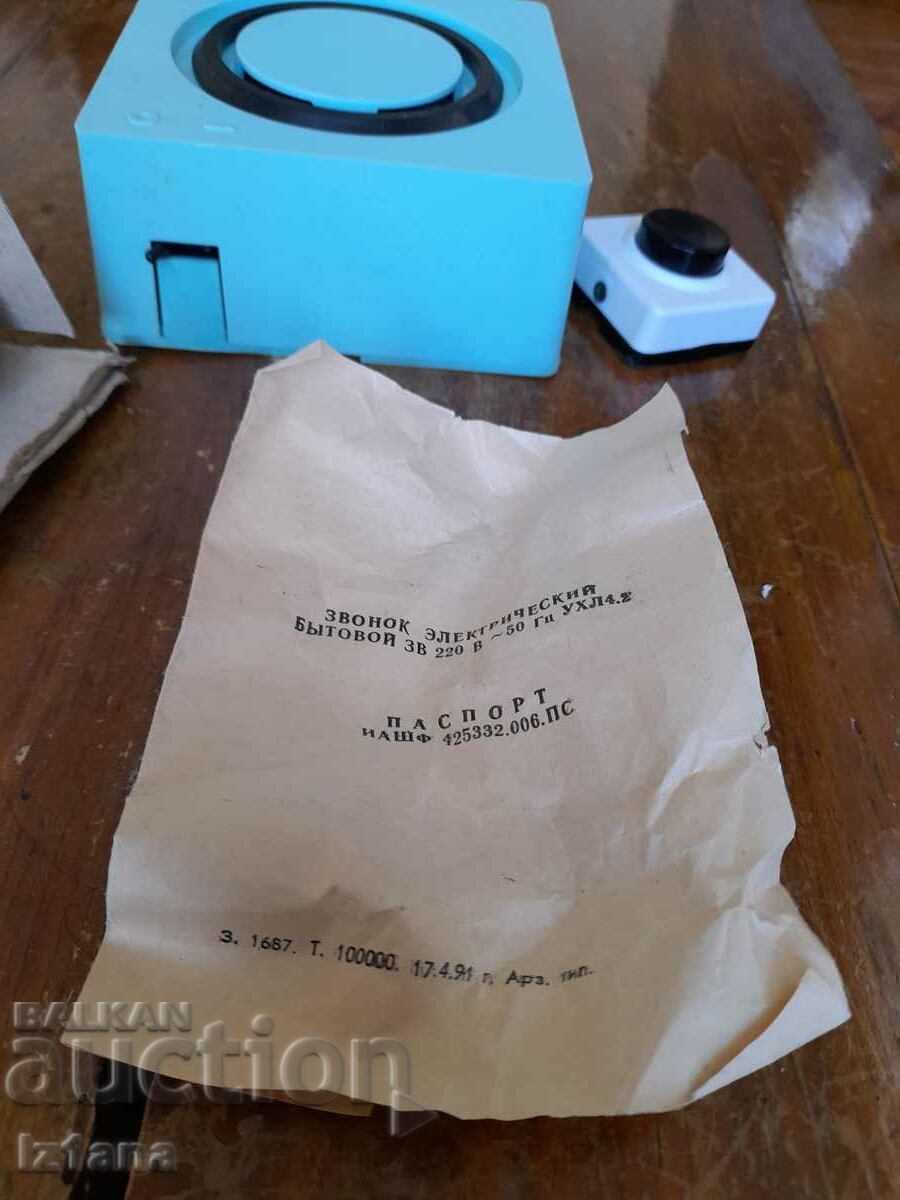 ЗВОНОК ЭЛЕКТРИЧЕСКИЙ
БЫТОВОЙ ЗВ 220 В ~50 Гц УХЛ4.2
ПАСПОРТ
ИАШФ 425332.006.ПС
З. 1687. Т. 100000. 17.4.91 г. Арз. тип.
BALKAN
auction
Iz1ana